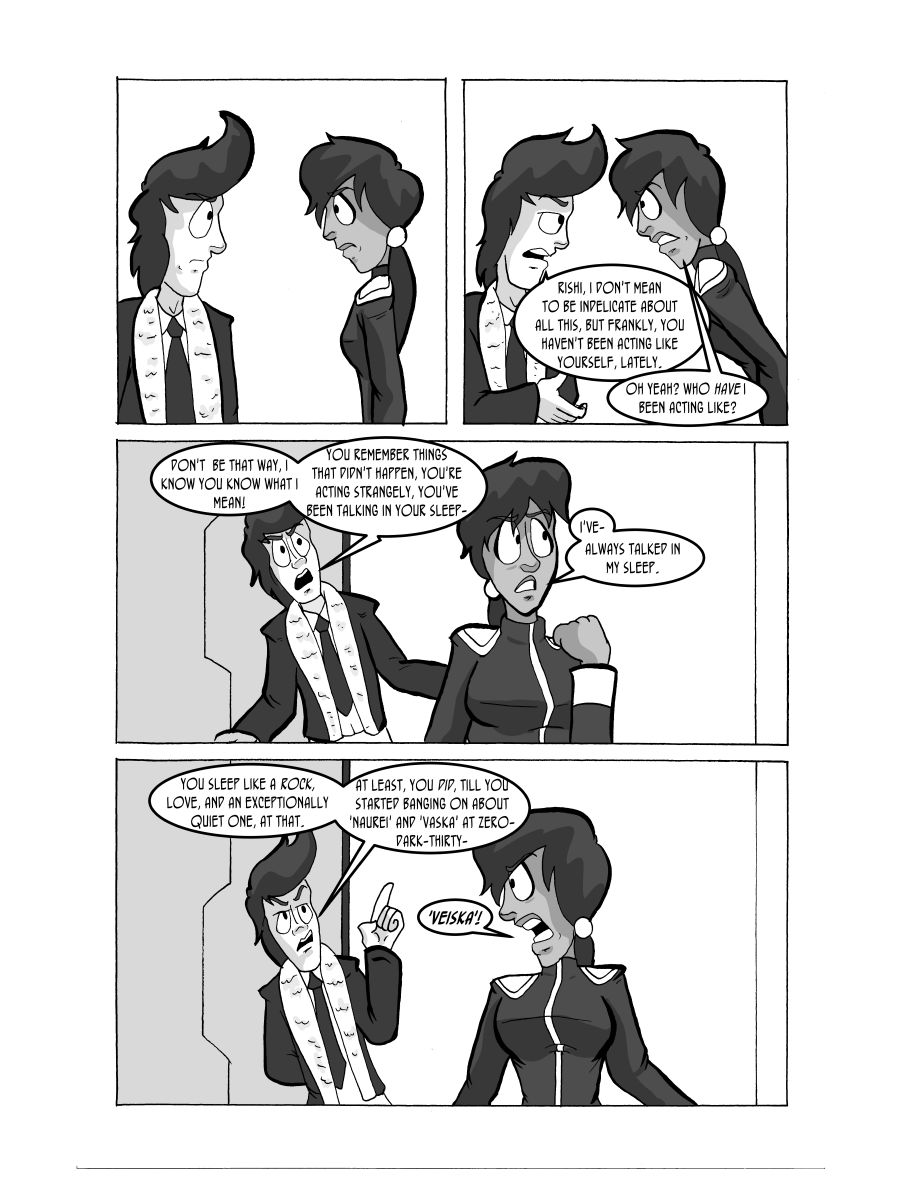 RISHI, I DON'T MEAN
TO BE INDELICATE ABOUT
ALL THIS, BUT FRANKLY, YOU
HAVEN'T BEEN ACTING LIKE
YOURSELF, LATELY.
OH YEAH? WHO HAVE I
BEEN ACTING LIKE?
DON'T BE THAT WAY, I
KNOW YOU KNOW WHAT I
MEAN!
YOU REMEMBER THINGS
THAT DIDN'T HAPPEN, YOU'RE
ACTING STRANGELY, YOU'VE
BEEN TALKING IN YOUR SLEEP-
I'VE-
ALWAYS TALKED IN
MY SLEEP.
YOU SLEEP LIKE A ROCK,
LOVE, AND AN EXCEPTIONALLY
QUIET ONE, AT THAT.
AT LEAST, YOU DID, TILL YOU
STARTED BANGING ON ABOUT
'NAUREI' AND 'VASKA' AT ZERO-
DARK-THIRTY-
'VEISKA'!